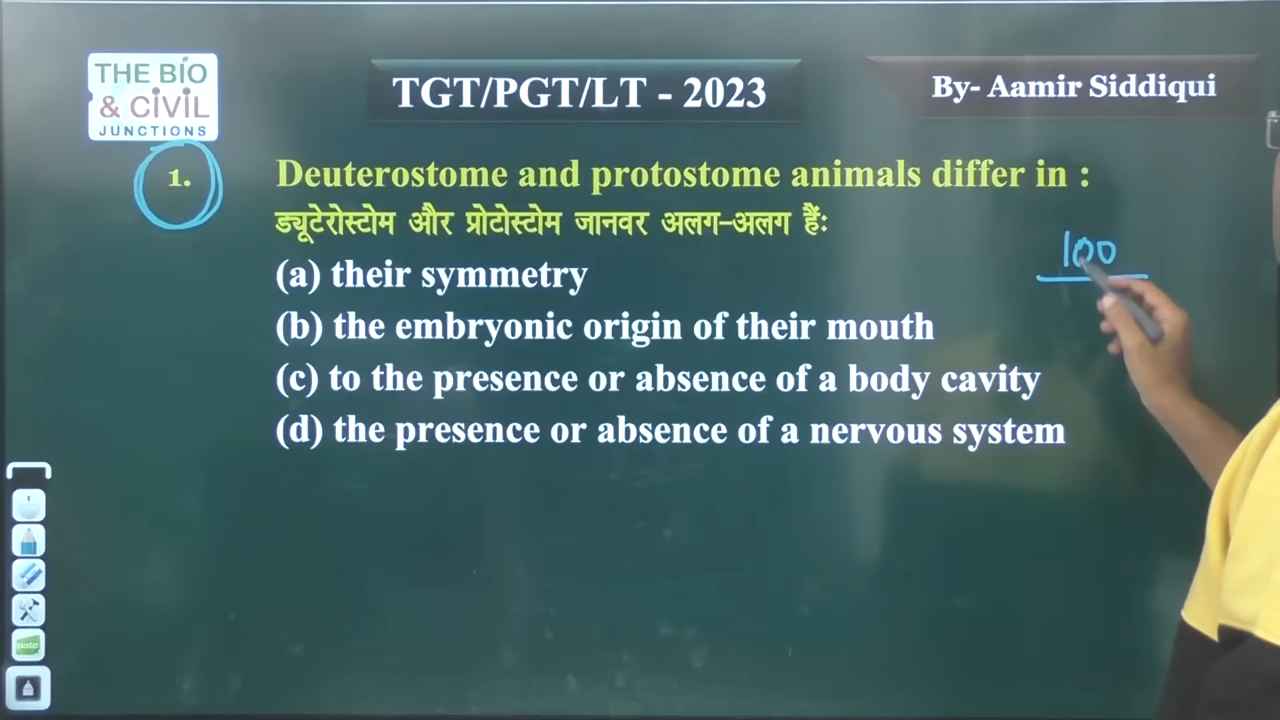 THE BIO
& CIVIL
JUNCTIONS
TGT/PGT/LT - 2023
By- Aamir Siddiqui
1.
Deuterostome and protostome animals differ in :
ड्यूटेरोस्टोम और प्रोटोस्टोम जानवर अलग-अलग हैं:
100
(a) their symmetry
(b) the embryonic origin of their mouth
(c) to the presence or absence of a body cavity
(d) the presence or absence of a nervous system
Note